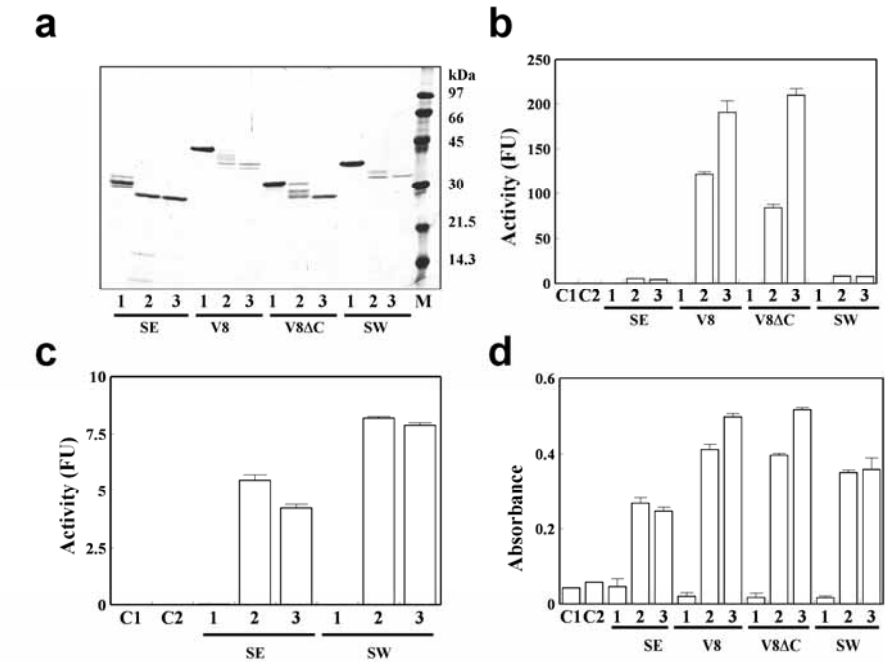 a
kDa
97
66
45
30
21.5
14.3
1 2 3 1 2 3 1 2 3 1 2 3 M
SE V8 V8ΔC SW
b
Activity (FU)
250
200
150
100
50
0
C1 C2 1 2 3 1 2 3 1 2 3 1 2 3
SE V8 V8ΔC SW
c
Activity (FU)
10
7.5
5
2.5
0
C1 C2 1 2 3 1 2 3
SE SW
d
Absorbance
0.6
0.4
0.2
0
C1 C2 1 2 3 1 2 3 1 2 3 1 2 3
SE V8 V8ΔC SW